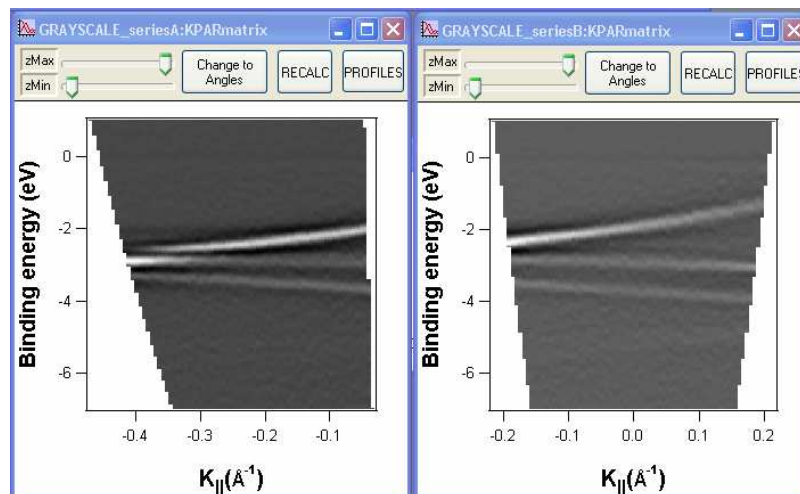 GRAYSCALE_seriesA:KPARmatrix
zMax
zMin
Change to
Angles
RECALC
PROFILES
Binding energy (eV)
0
-2
-4
-6
-0.4
-0.3
-0.2
-0.1
K||(Å-1)
GRAYSCALE_seriesB:KPARmatrix
zMax
zMin
Change to
Angles
RECALC
PROFILES
Binding energy (eV)
0
-2
-4
-6
-0.2
-0.1
0.0
0.1
0.2
K||(Å-1)